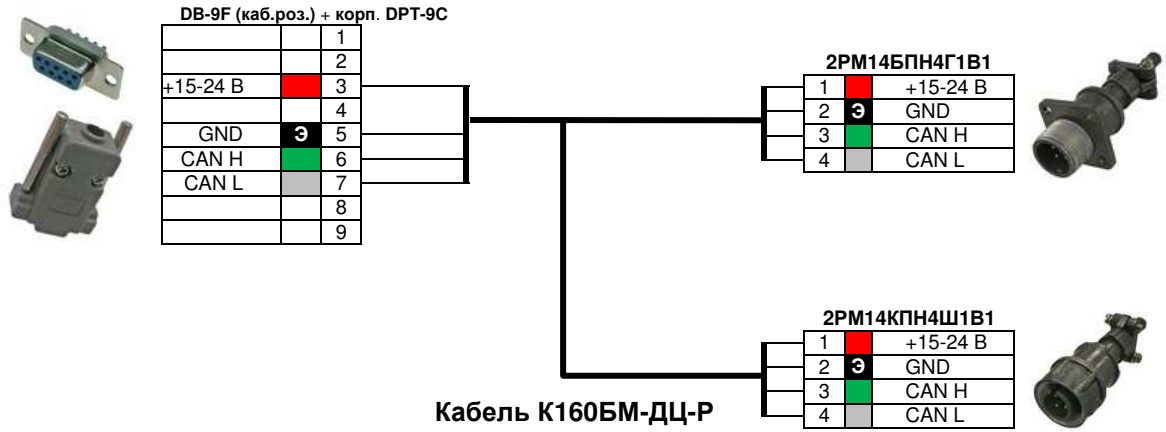 DB-9F (каб.роз.) + корп. DPT-9C
1
2
+15-24 В 3
4
GND Э 5
CAN H 6
CAN L 7
8
9
2РМ14БПН4Г1В1
1 +15-24 В
2 Э GND
3 CAN H
4 CAN L
2РМ14КПН4Ш1В1
1 +15-24 В
2 Э GND
3 CAN H
4 CAN L
Кабель К160БМ-ДЦ-Р